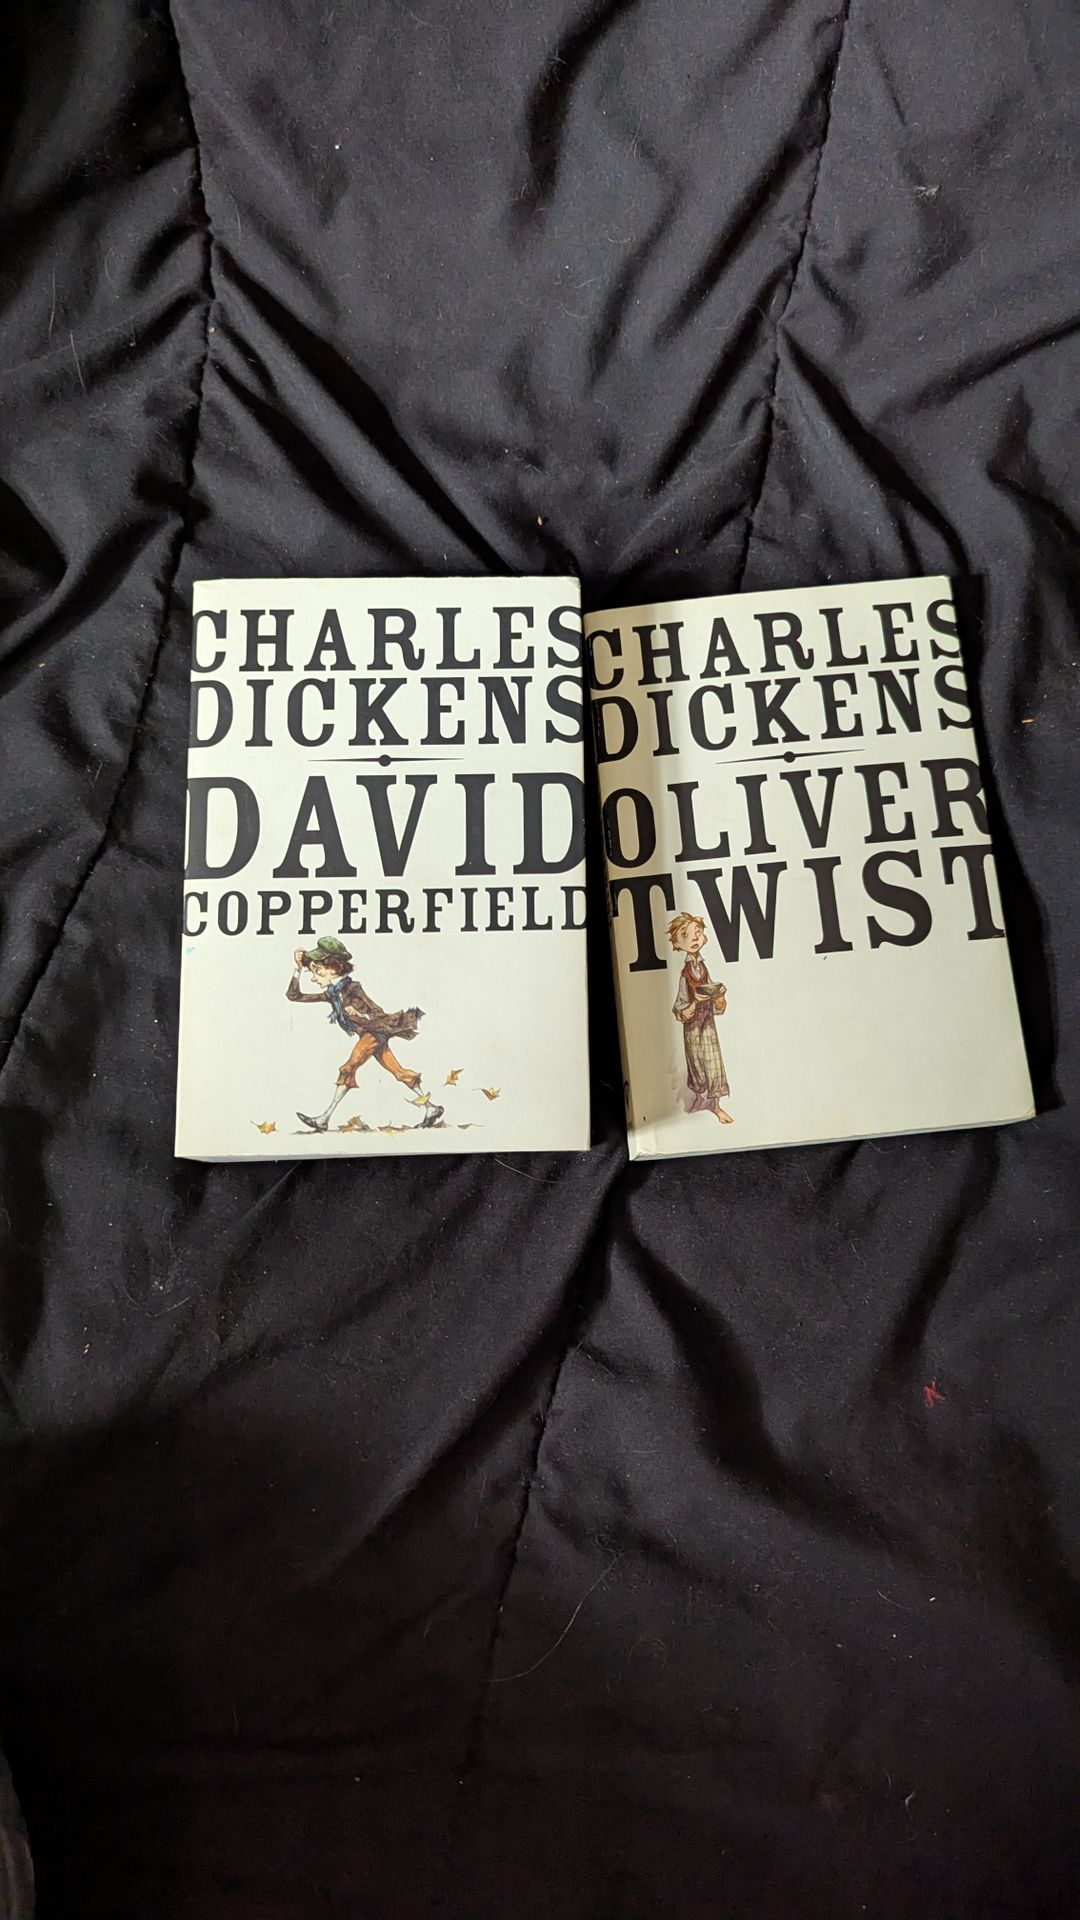 CHARLES
DICKENS
DAVID
COPPERFIELD
CHARLES
DICKENS
OLIVER
TWIST